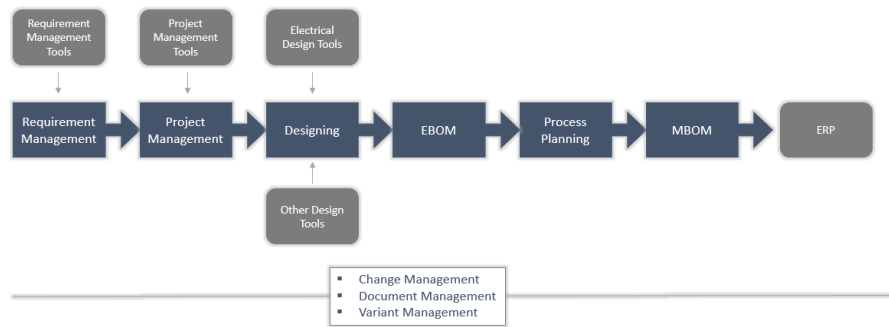 Requirement
Management
Tools
Project
Management
Tools
Electrical
Design Tools
Requirement
Management
Project
Management
Designing
EBOM
Process
Planning
MBOM
ERP
Other Design
Tools
▪ Change Management
▪ Document Management
▪ Variant Management